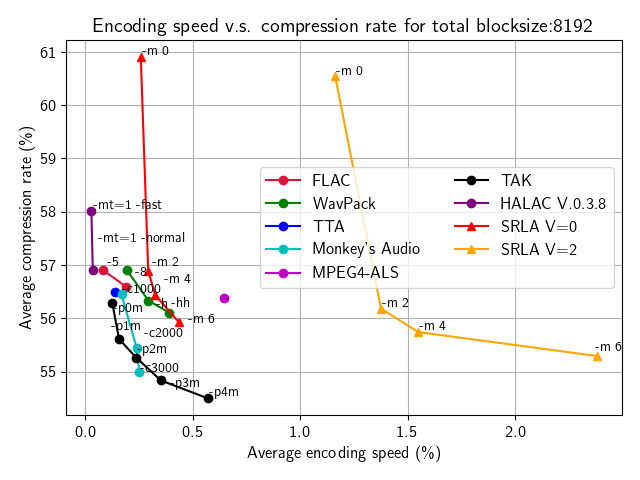 Encoding speed v.s. compression rate for total blocksize:8192
Average compression rate (%)
61
60
59
58
57
56
55
-m 0
-m 0
-mt=1 -fast
-mt=1 -normal
-5
-8
-m 2
-m 4
-c1000
-p0m
-h
-hh
-m 6
-p1m
-c2000
-p2m
-c3000
-p3m
-p4m
-m 2
-m 4
-m 6
FLAC
WavPack
TTA
Monkey's Audio
MPEG4-ALS
TAK
HALAC V.0.3.8
SRLA V=0
SRLA V=2
0.0
0.5
1.0
1.5
2.0
Average encoding speed (%)